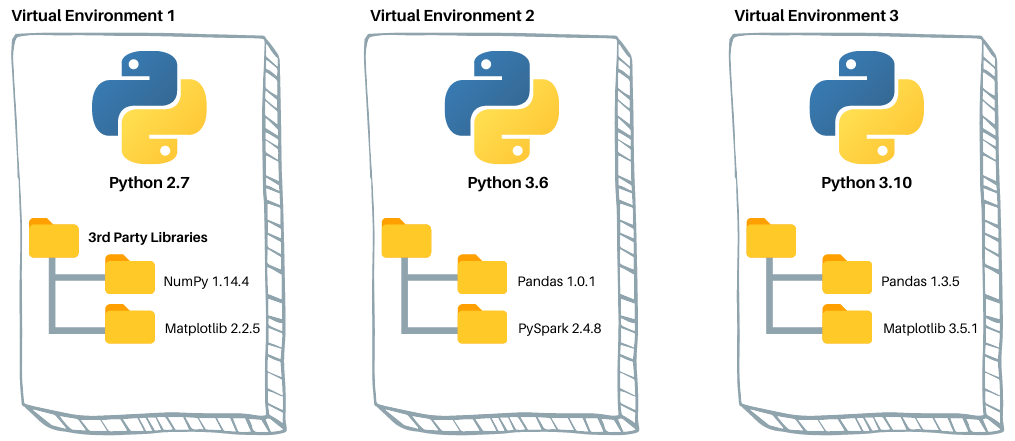 Virtual Environment 1
Python 2.7
3rd Party Libraries
NumPy 1.14.4
Matplotlib 2.2.5
Virtual Environment 2
Python 3.6
Pandas 1.0.1
PySpark 2.4.8
Virtual Environment 3
Python 3.10
Pandas 1.3.5
Matplotlib 3.5.1